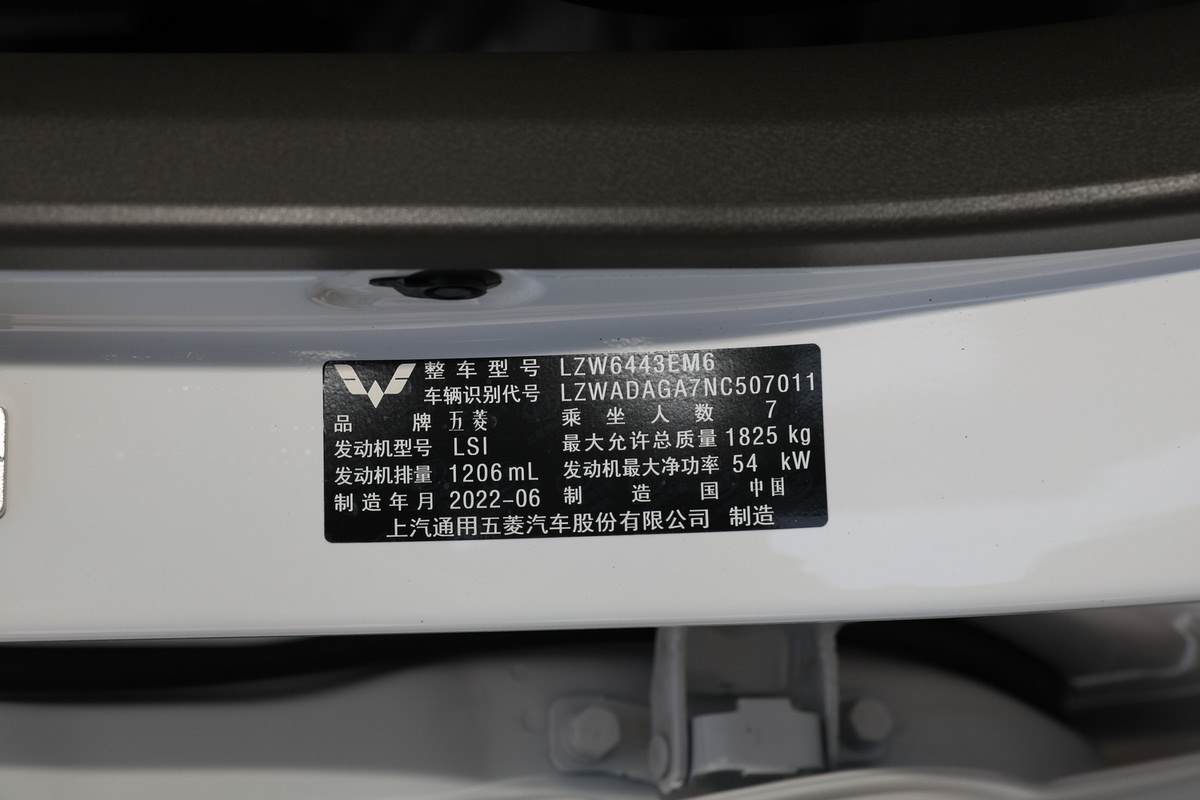 整车型号 LZW6443EM6
车辆识别代号 LZWADAGA7NC507011
品牌 五菱 乘坐人数 7
发动机型号 LSI 最大允许总质量 1825 kg
发动机排量 1206 mL 发动机最大净功率 54 kW
制造年月 2022-06 制造国 中国
上汽通用五菱汽车股份有限公司 制造